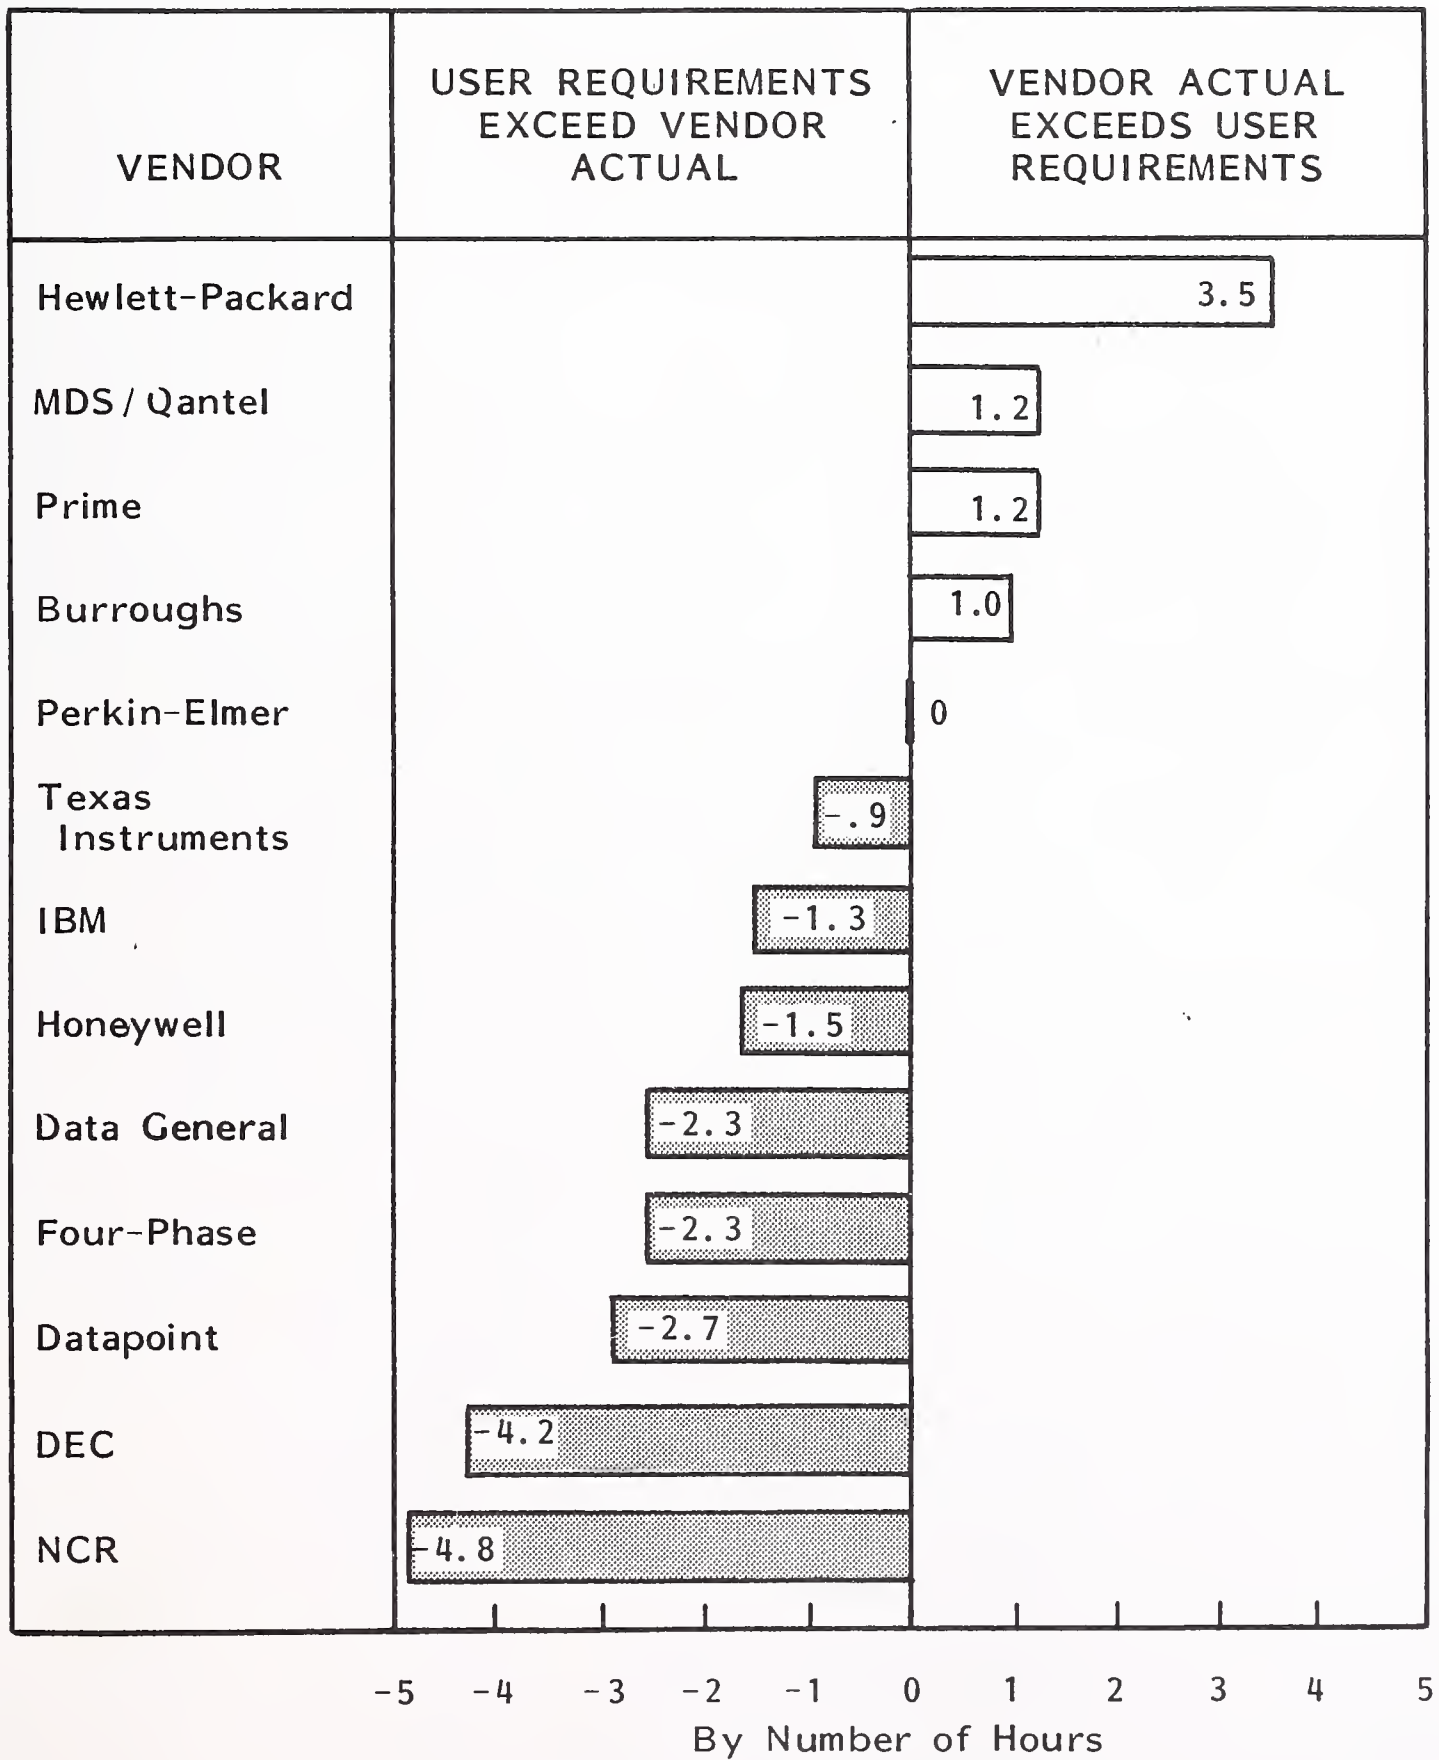 VENDOR
USER REQUIREMENTS
EXCEED VENDOR
ACTUAL
VENDOR ACTUAL
EXCEEDS USER
REQUIREMENTS
Hewlett-Packard 3.5
MDS/Qantel 1.2
Prime 1.2
Burroughs 1.0
Perkin-Elmer 0
Texas
Instruments -.9
IBM -1.3
Honeywell -1.5
Data General -2.3
Four-Phase -2.3
Datapoint -2.7
DEC -4.2
NCR -4.8
-5 -4 -3 -2 -1 0 1 2 3 4 5
By Number of Hours